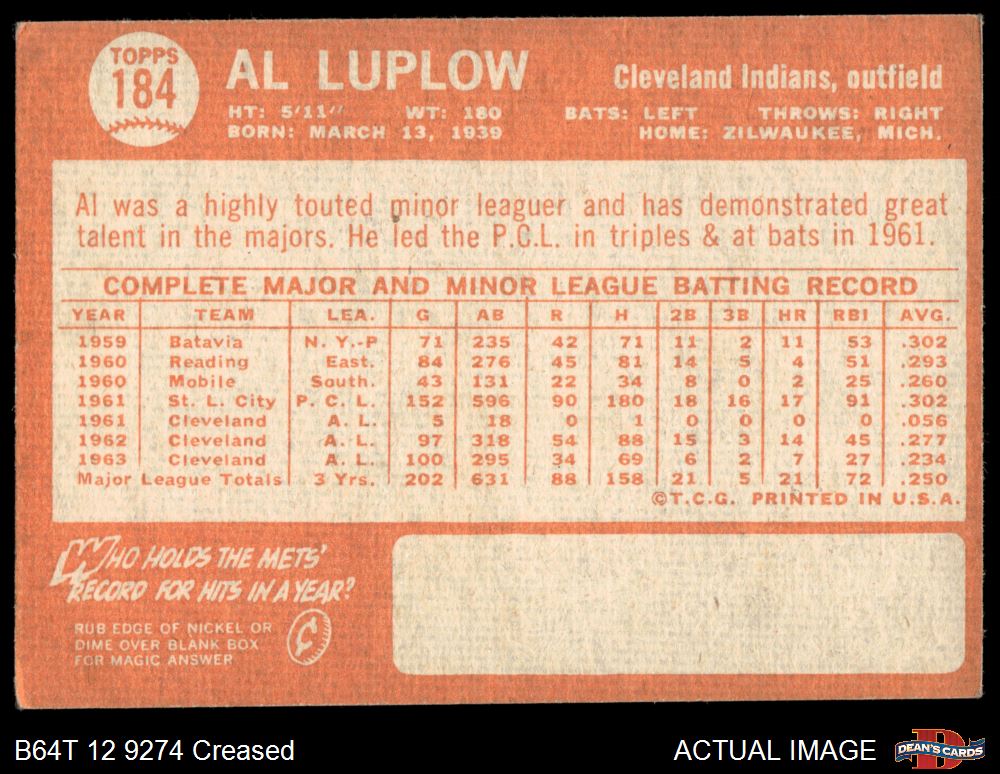 TOPPS
184
AL LUPLOW
Cleveland Indians, outfield
HT: 5'11" WT: 180 BATS: LEFT THROWS: RIGHT
BORN: MARCH 13, 1939 HOME: ZILWAUKEE, MICH.
Al was a highly touted minor leaguer and has demonstrated great
talent in the majors. He led the P.C.L. in triples & at bats in 1961.
COMPLETE MAJOR AND MINOR LEAGUE BATTING RECORD
YEAR TEAM LEA. G AB R H 2B 3B HR RBI AVG.
1959 Batavia N. Y.-P 71 235 42 71 11 2 11 53 .302
1960 Reading East. 84 276 45 81 14 5 4 51 .293
1960 Mobile South. 43 131 22 34 8 0 2 25 .260
1961 St. L. City P. C. L. 152 596 90 180 18 16 17 91 .302
1961 Cleveland A. L. 5 18 0 1 0 0 0 0 .056
1962 Cleveland A. L. 97 318 54 88 15 3 14 45 .277
1963 Cleveland A. L. 100 295 34 69 6 2 7 27 .234
Major League Totals 3 Yrs. 202 631 88 158 21 5 21 72 .250
©T.C.G. PRINTED IN U.S.A.
WHO HOLDS THE METS'
RECORD FOR HITS IN A YEAR?
RUB EDGE OF NICKEL OR
DIME OVER BLANK BOX
FOR MAGIC ANSWER
B64T 12 9274 Creased
ACTUAL IMAGE
D
DEAN'S CARDS